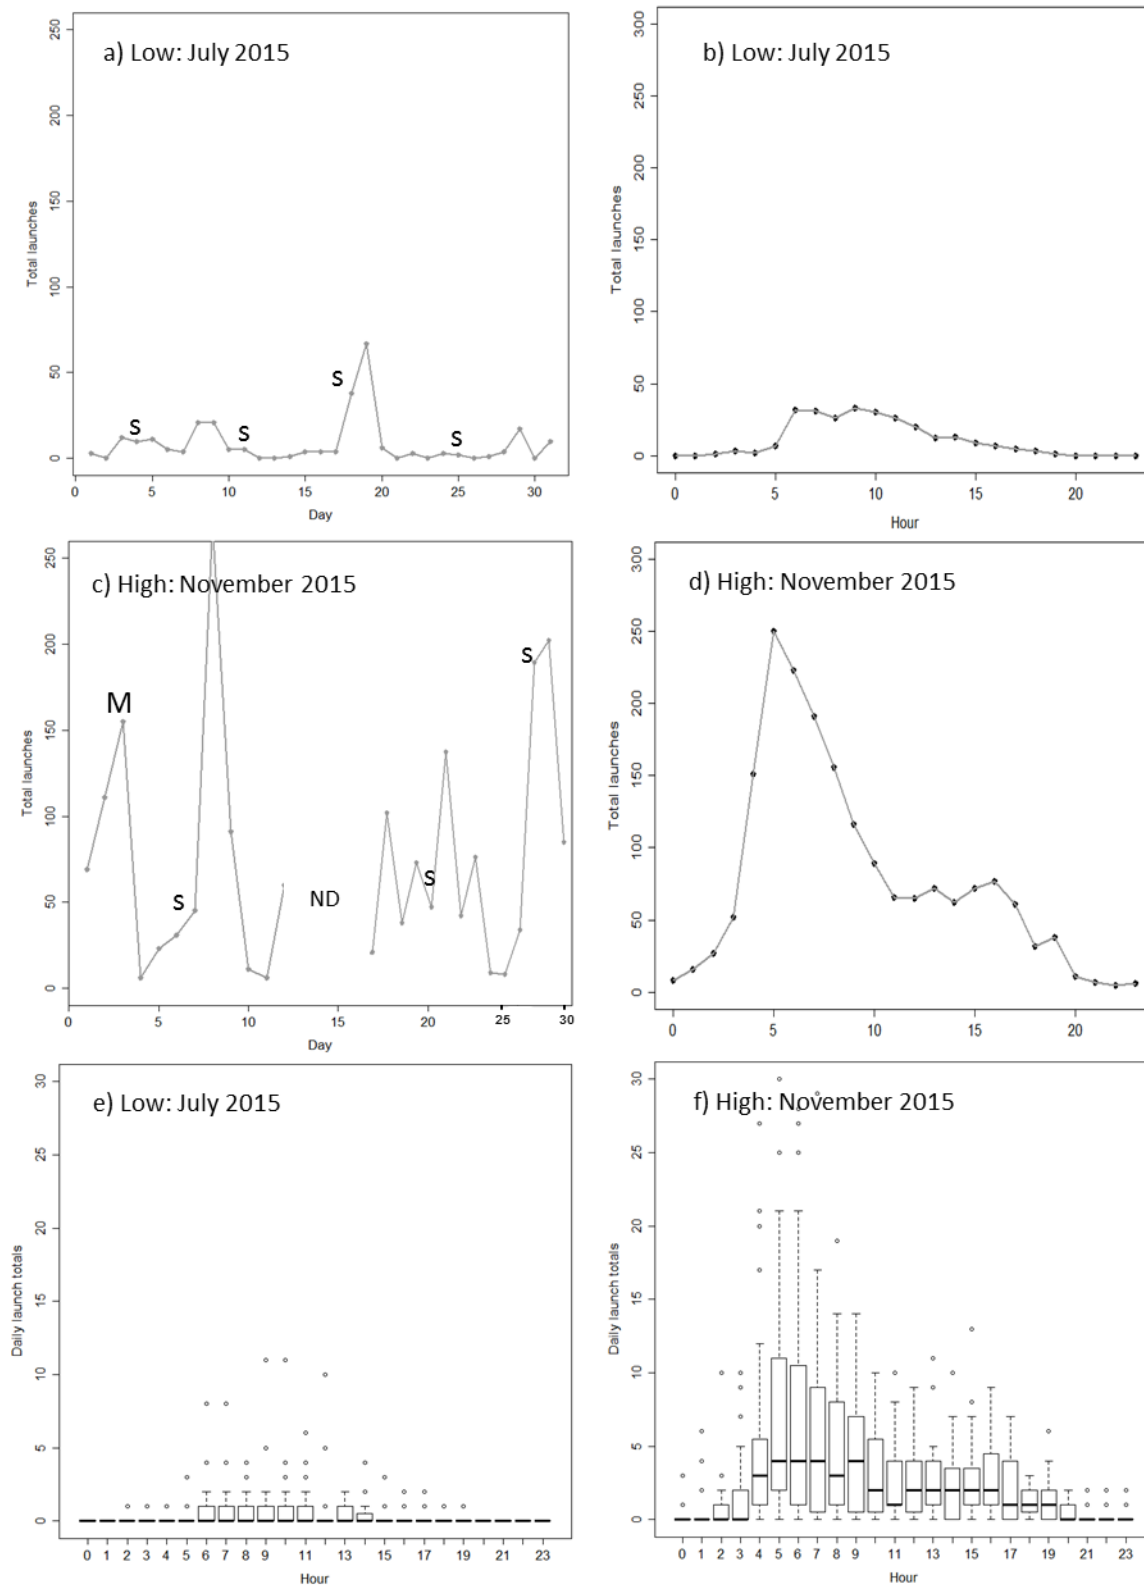 a) Low: July 2015
250
200
150
100
50
0
Total launches
S
S
S
S
0 5 10 15 20 25 30
Day
b) Low: July 2015
300
250
200
150
100
50
0
Total launches
0 5 10 15 20
Hour
c) High: November 2015
250
200
150
100
50
0
Total launches
M
S
ND
S
S
0 5 10 15 20 25 30
Day
d) High: November 2015
300
250
200
150
100
50
0
Total launches
0 5 10 15 20
e) Low: July 2015
30
25
20
15
10
5
0
Daily launch totals
0 1 2 3 4 5 6 7 8 9 11 13 15 17 19 21 23
Hour
f) High: November 2015
30
25
20
15
10
5
0
Daily launch totals
0 1 2 3 4 5 6 7 8 9 11 13 15 17 19 21 23
Hour